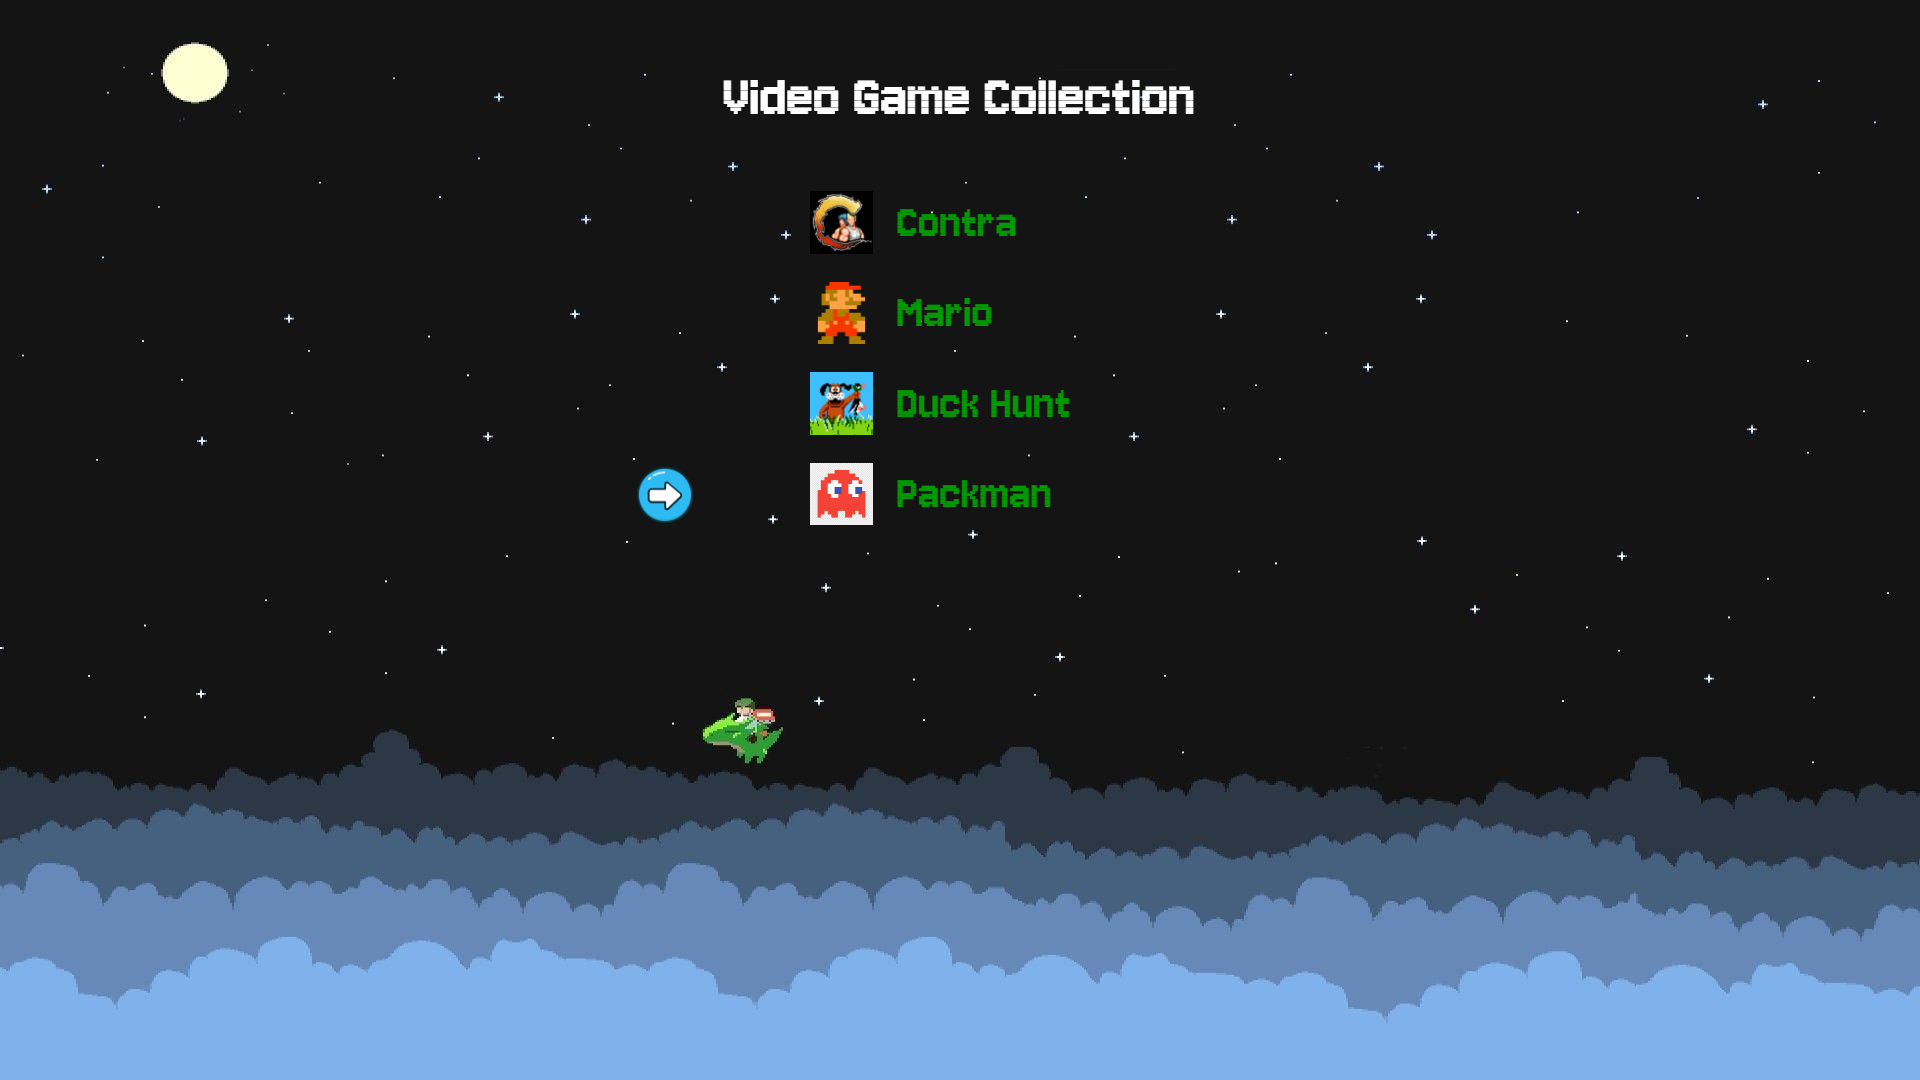 Video Game Collection
Contra
Mario
Duck Hunt
Packman